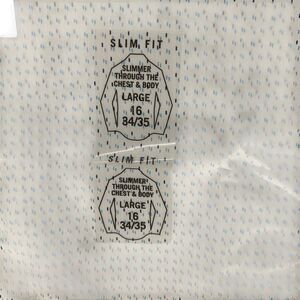 SLIM FIT
SLIMMER
THROUGH THE
CHEST & BODY
LARGE
16
34/35
SLIM FIT
SLIMMER
THROUGH THE
CHEST & BODY
LARGE
16
34/35